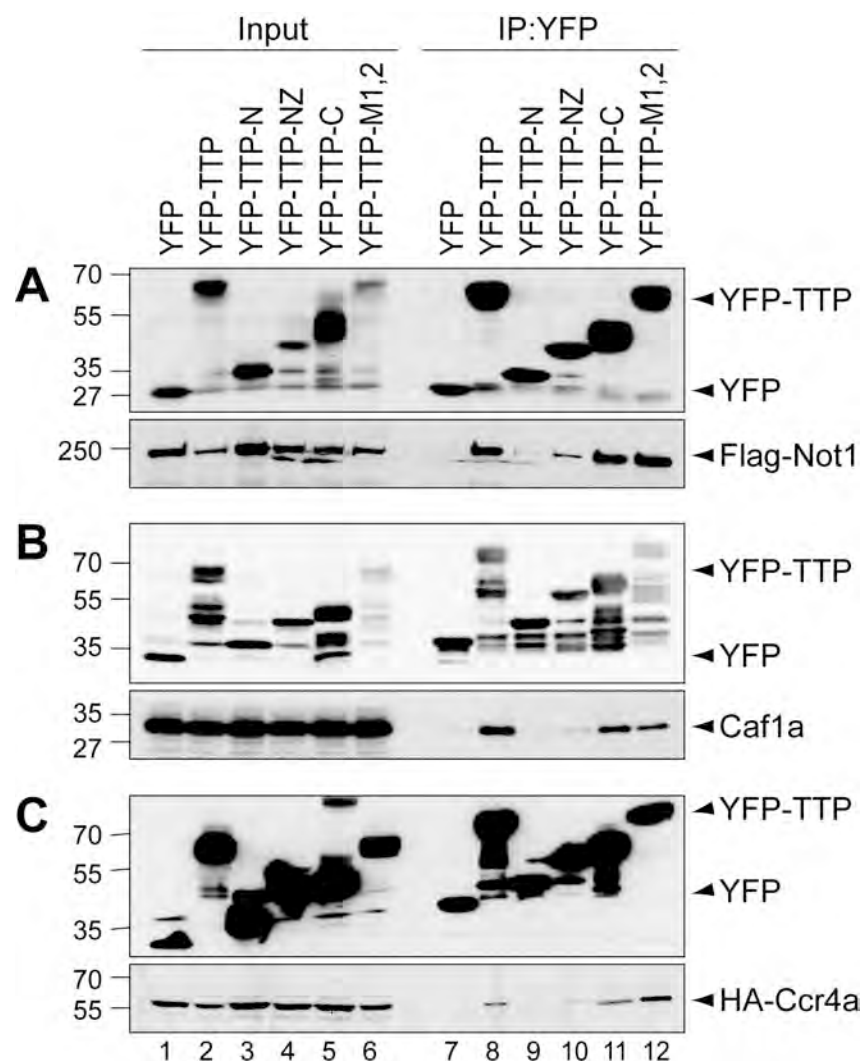 Input IP:YFP
YFP YFP-TTP YFP-TTP-N YFP-TTP-NZ YFP-TTP-C YFP-TTP-M1,2 YFP YFP-TTP YFP-TTP-N YFP-TTP-NZ YFP-TTP-C YFP-TTP-M1,2
A
70
55
35
27
YFP-TTP
YFP
250
Flag-Not1
B
70
55
35
YFP-TTP
YFP
35
27
Caf1a
C
70
55
35
YFP-TTP
YFP
70
55
HA-Ccr4a
1 2 3 4 5 6 7 8 9 10 11 12